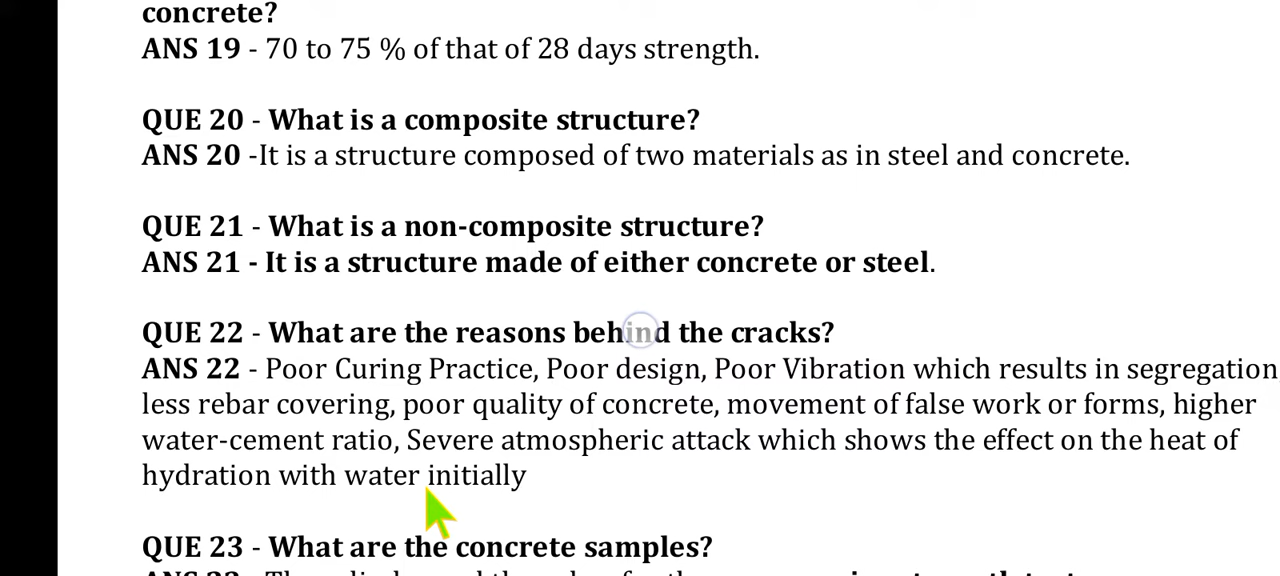 concrete?
ANS 19 - 70 to 75 % of that of 28 days strength.
QUE 20 - What is a composite structure?
ANS 20 -It is a structure composed of two materials as in steel and concrete.
QUE 21 - What is a non-composite structure?
ANS 21 - It is a structure made of either concrete or steel.
QUE 22 - What are the reasons behind the cracks?
ANS 22 - Poor Curing Practice, Poor design, Poor Vibration which results in segregation
less rebar covering, poor quality of concrete, movement of false work or forms, higher
water-cement ratio, Severe atmospheric attack which shows the effect on the heat of
hydration with water initially
QUE 23 - What are the concrete samples?